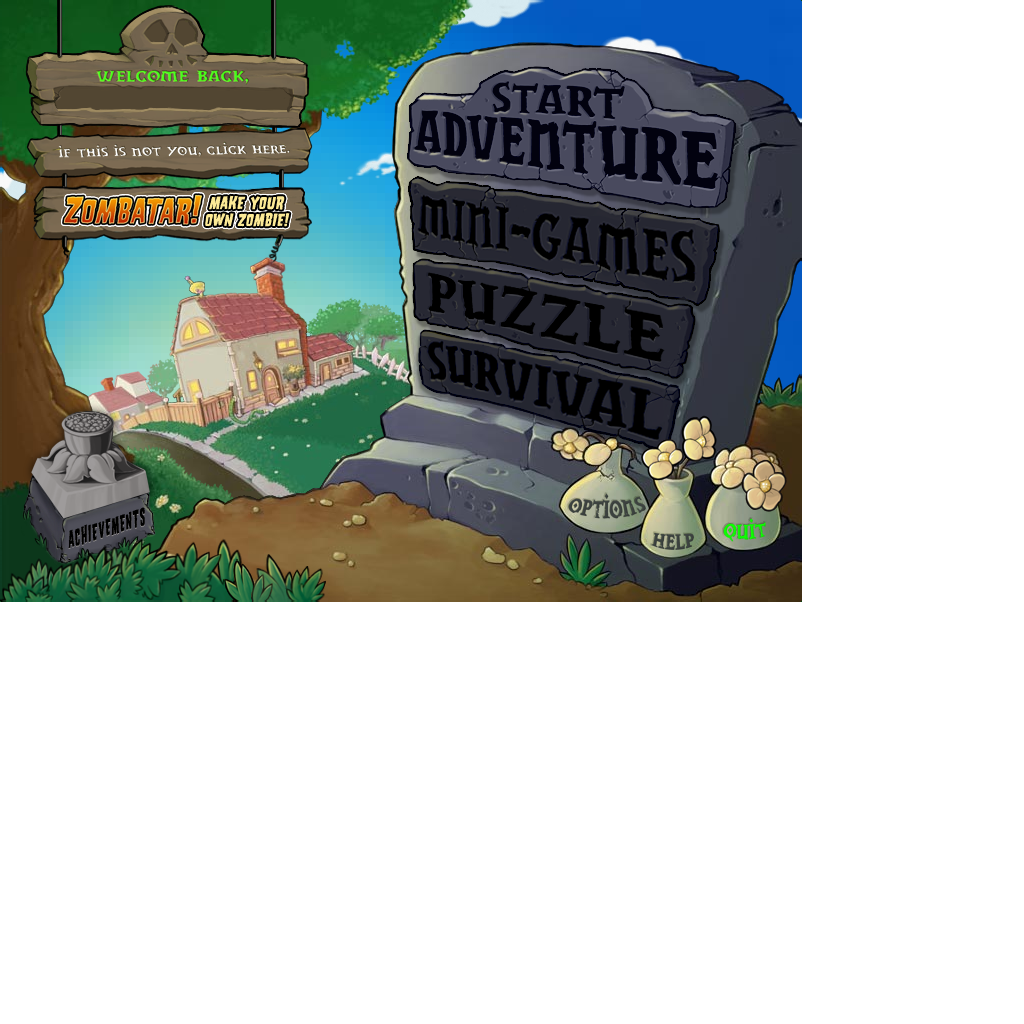 WELCOME BACK,
IF THIS IS NOT YOU, CLICK HERE.
ZOMBATAR! MAKE YOUR
OWN ZOMBIE!
START
ADVENTURE
MINI-GAMES
PUZZLE
SURVIVAL
ACHIEVEMENTS
OPTIONS
HELP
QUIT